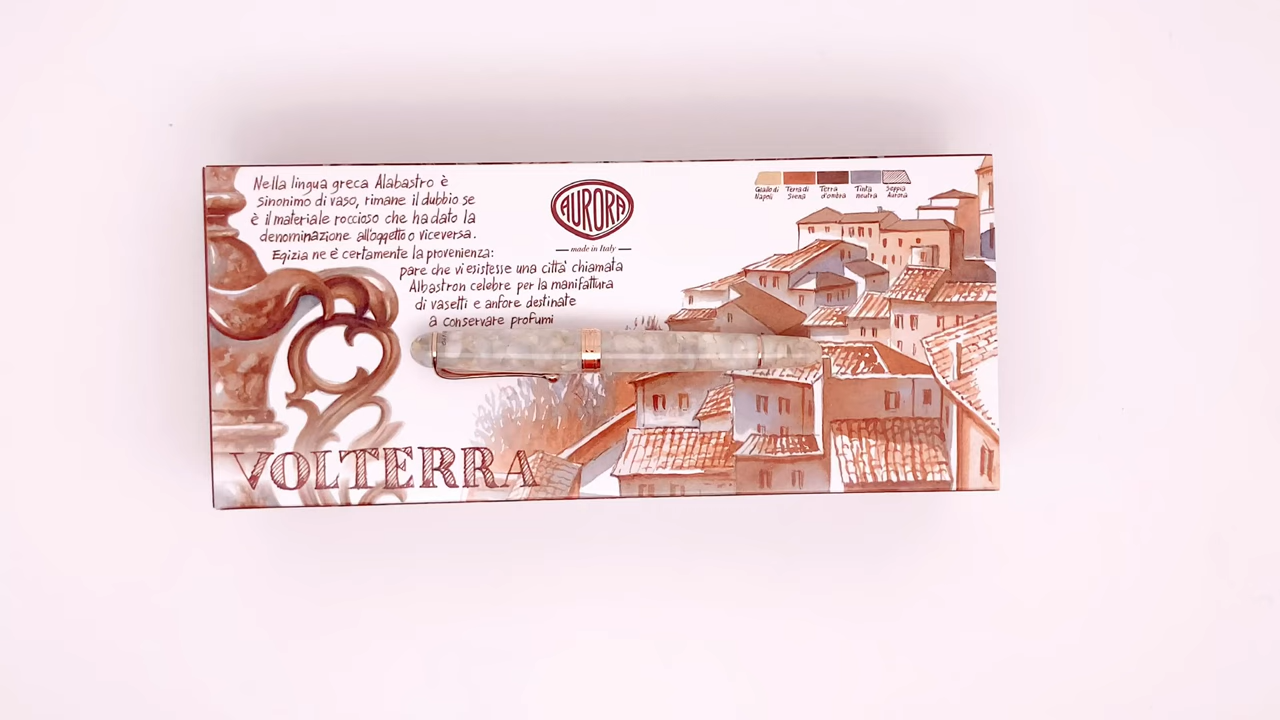 Nella lingua greca Alabastro è
sinonimo di vaso, rimane il dubbio se
è il materiale roccioso che ha dato la
denominazione all'oggetto o viceversa.
Egizia ne è certamente la provenienza:
pare che vi esistesse una città chiamata
Albastron celebre per la manifattura
di vasetti e anfore destinate
a conservare profumi
AURORA
made in Italy
Giallo di Napoli
Terra di Siena
Terra d'ombra
Tinta neutra
Seppia Aurora
VOLTERRA